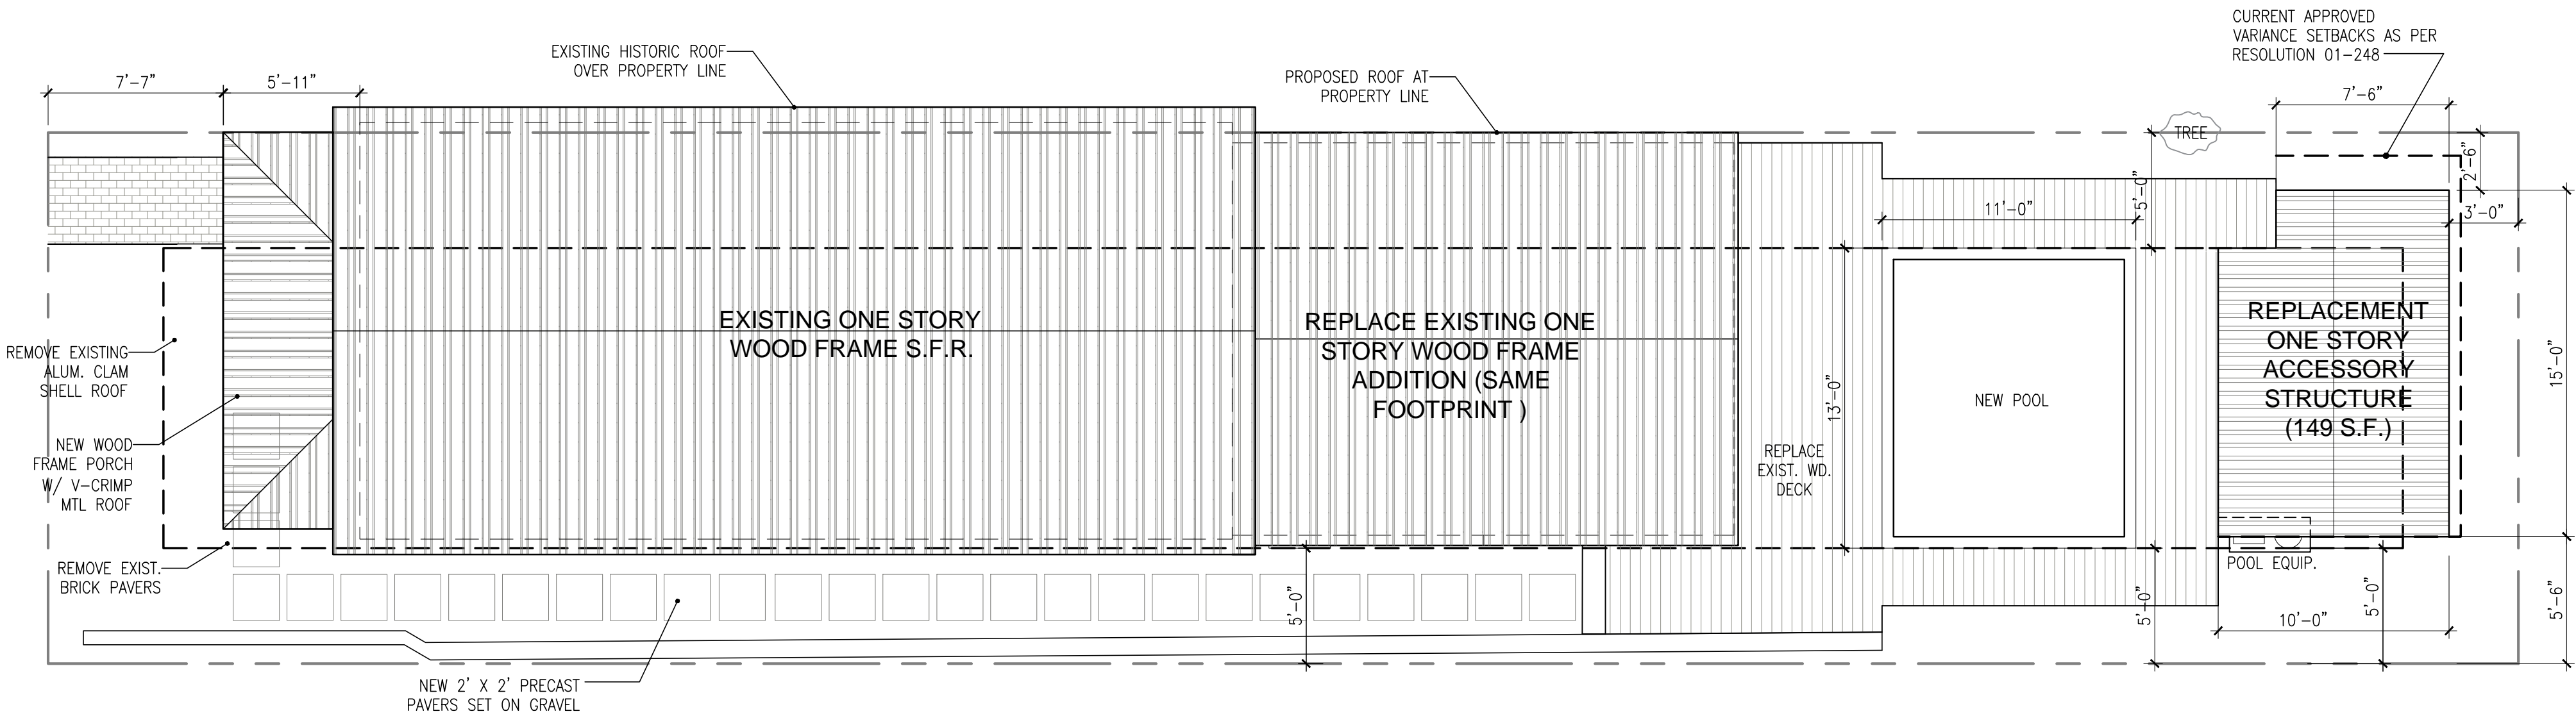 CURRENT APPROVED
VARIANCE SETBACKS AS PER
RESOLUTION 01-248
EXISTING HISTORIC ROOF
OVER PROPERTY LINE
PROPOSED ROOF AT
PROPERTY LINE
7'-7"
5'-11"
7'-6"
TREE
2'-6"
5'-0"
11'-0"
3'-0"
EXISTING ONE STORY
WOOD FRAME S.F.R.
REPLACE EXISTING ONE
STORY WOOD FRAME
ADDITION (SAME
FOOTPRINT )
REPLACEMENT
ONE STORY
ACCESSORY
STRUCTURE
(149 S.F.)
REMOVE EXISTING
ALUM. CLAM
SHELL ROOF
13'-0"
NEW POOL
15'-0"
NEW WOOD
FRAME PORCH
W/ V-CRIMP
MTL ROOF
REPLACE
EXIST. WD.
DECK
REMOVE EXIST.
BRICK PAVERS
POOL EQUIP.
5'-0"
5'-0"
5'-0"
5'-6"
10'-0"
NEW 2' X 2' PRECAST
PAVERS SET ON GRAVEL